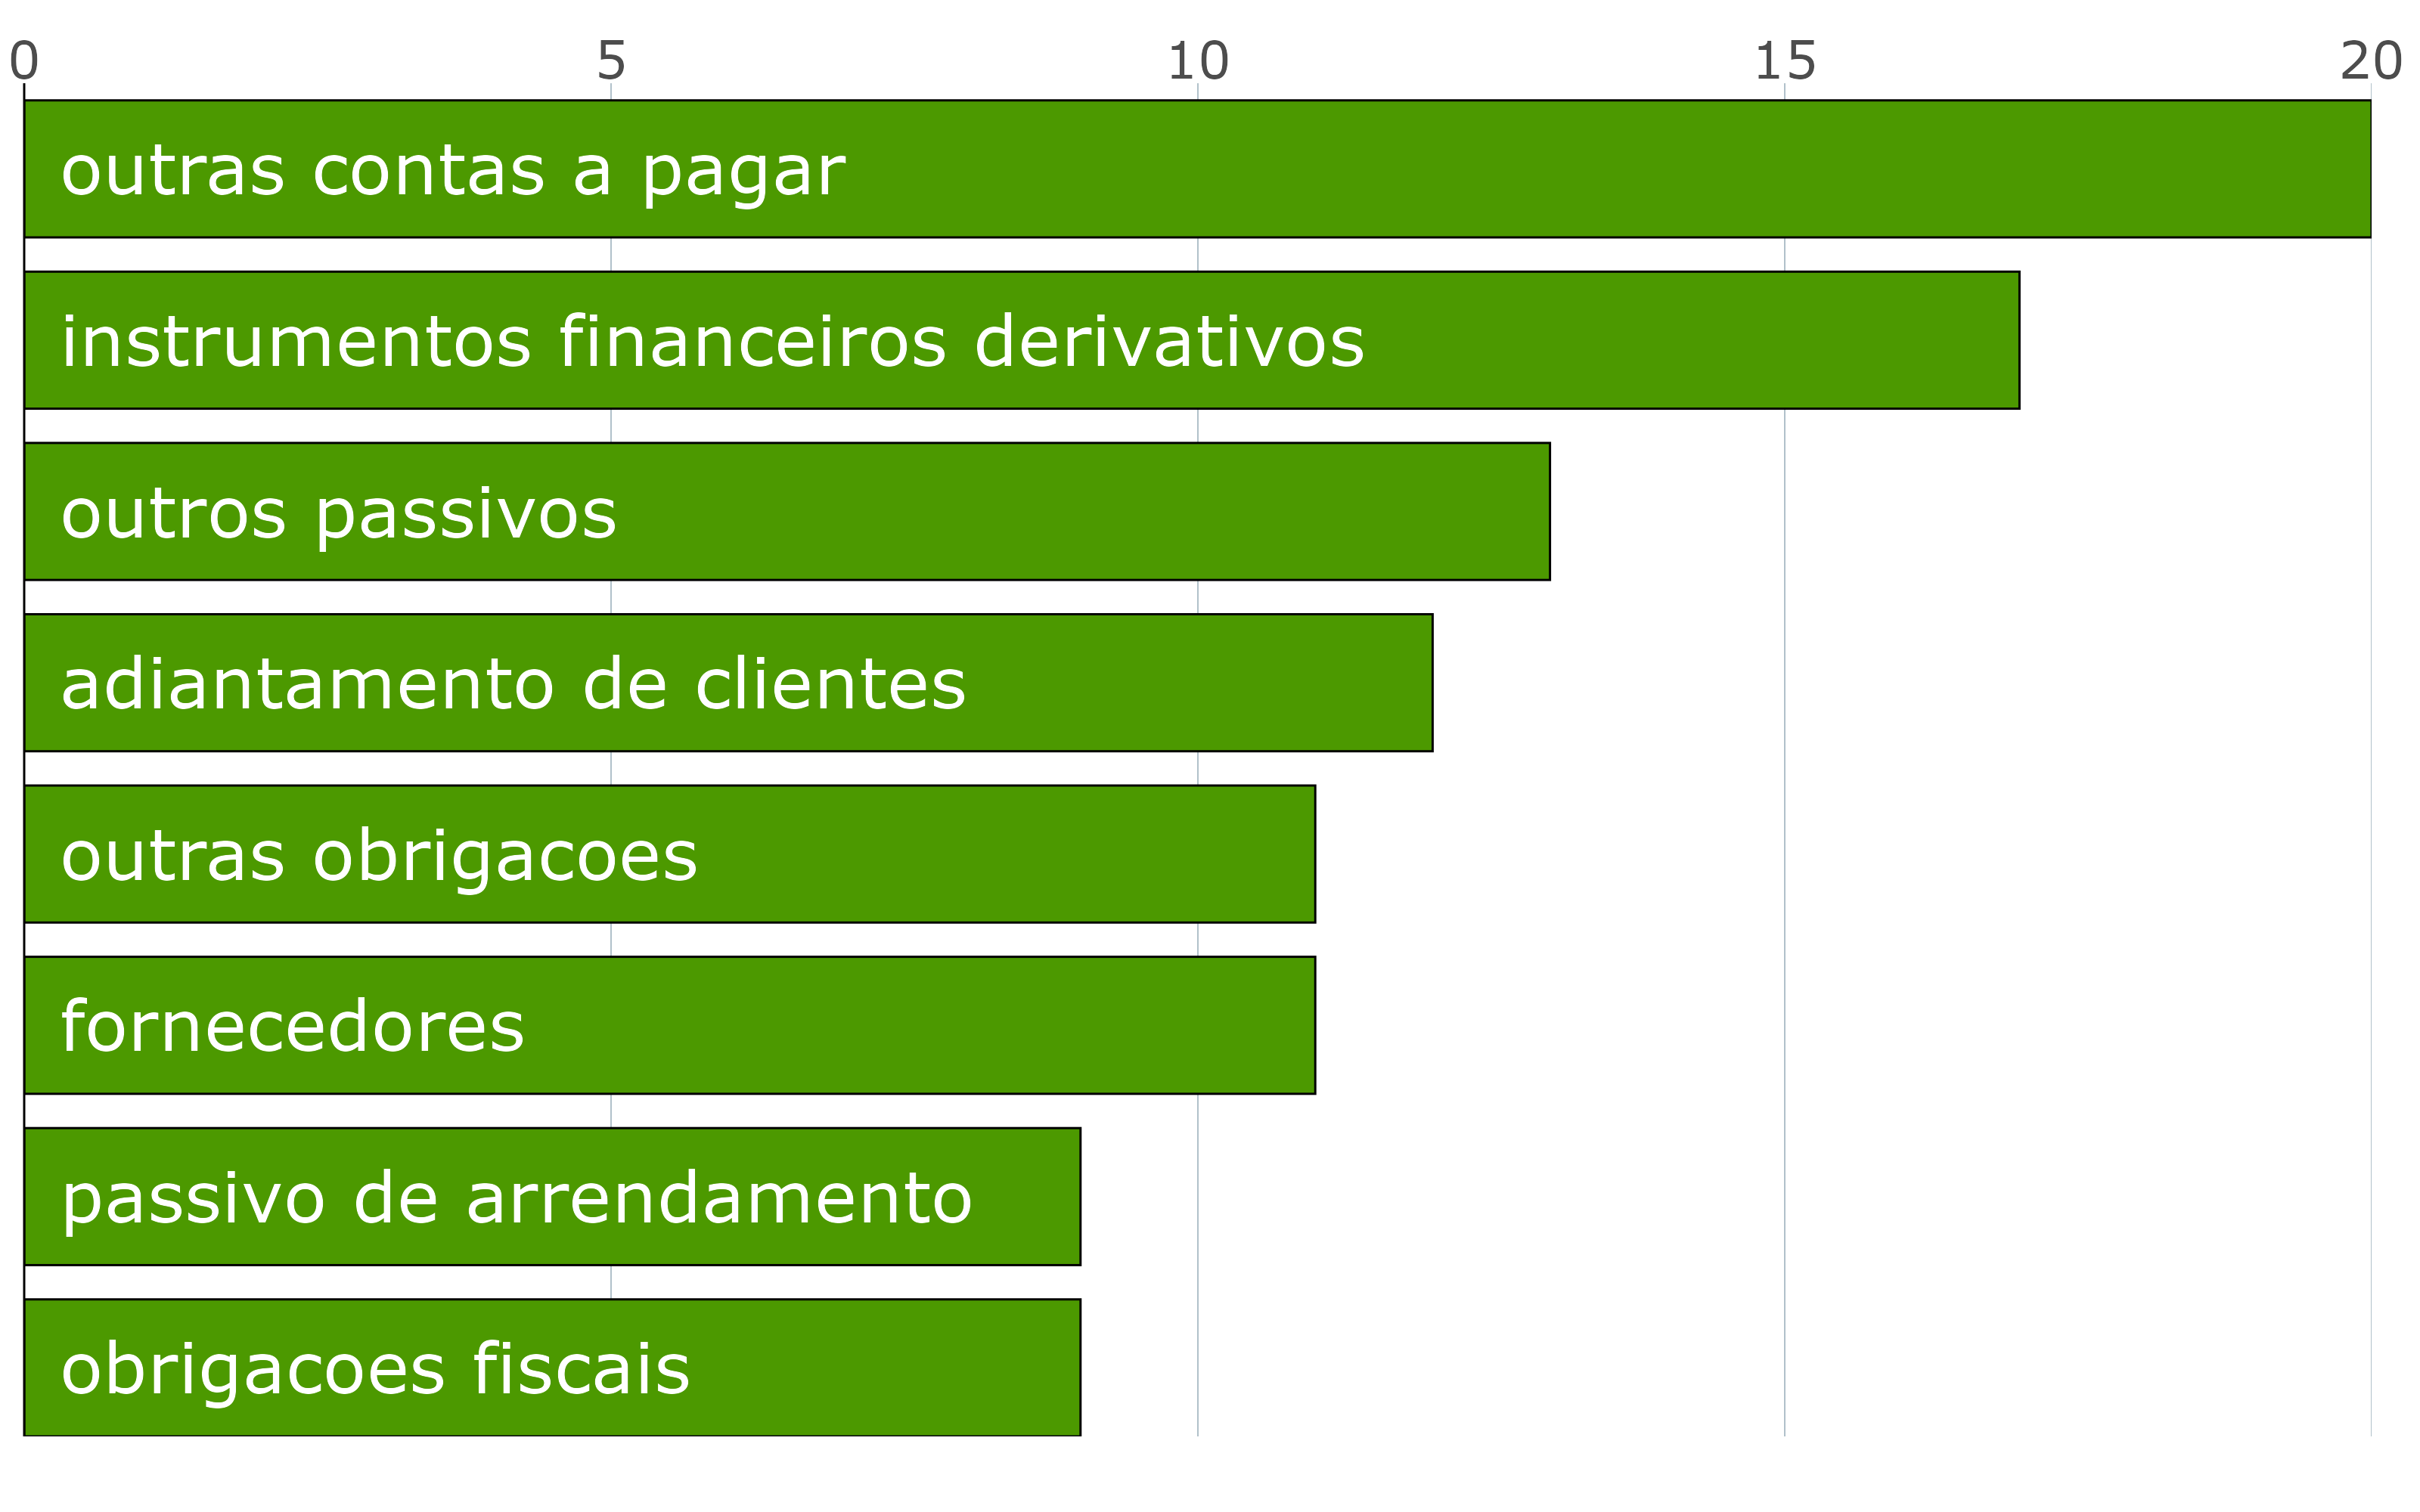 0 5 10 15 20
outras contas a pagar
instrumentos financeiros derivativos
outros passivos
adiantamento de clientes
outras obrigacoes
fornecedores
passivo de arrendamento
obrigacoes fiscais